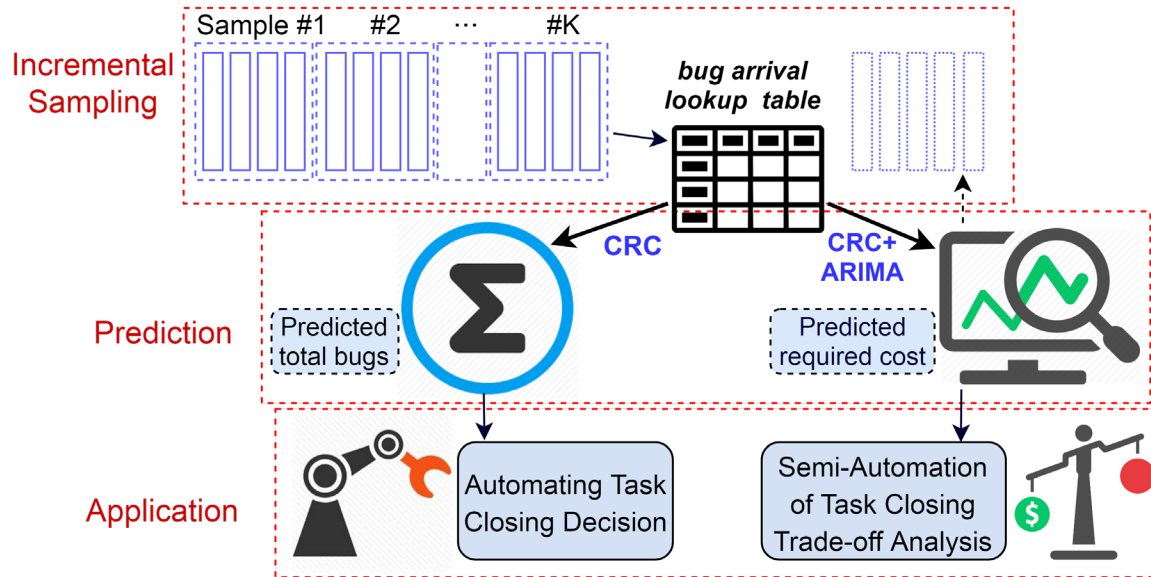 Sample #1 #2 ... #K
Incremental
Sampling
bug arrival
lookup table
CRC
CRC+
ARIMA
Prediction
Predicted
total bugs
Predicted
required cost
Application
Automating Task
Closing Decision
Semi-Automation
of Task Closing
Trade-off Analysis
$